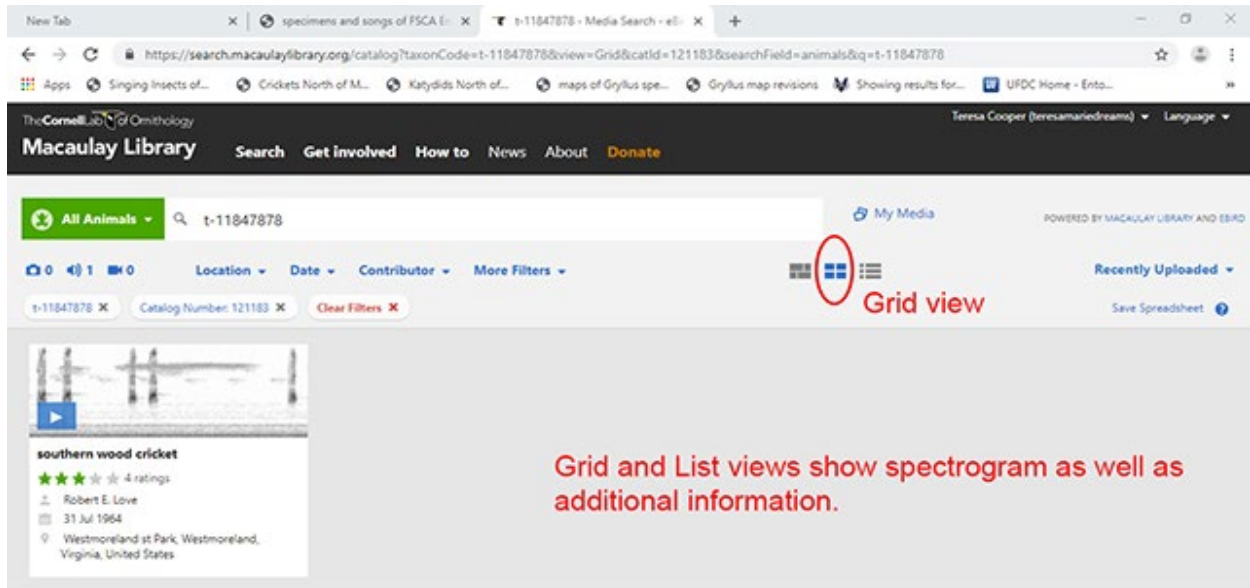 New Tab
specimens and songs of FSCA En
t-11847878 - Media Search - eB
https://search.macaulaylibrary.org/catalog?taxonCode=t-11847878&view=Grid&catId=121183&searchField=animals&q=t-11847878
Apps Singing Insects of... Crickets North of M... Katydids North of... maps of Gryllus spe... Gryllus map revisions Showing results for... UFDC Home - Ento... »
TheCornellLab of Ornithology
Teresa Cooper (teresamariedreams) Language
Macaulay Library Search Get involved How to News About Donate
All Animals t-11847878 My Media POWERED BY MACAULAY LIBRARY AND EBIRD
0 1 0 Location Date Contributor More Filters Recently Uploaded
Grid view
t-11847878 × Catalog Number: 121183 × Clear Filters × Save Spreadsheet ?
southern wood cricket
4 ratings
Robert E. Love
31 Jul 1964
Westmoreland st Park, Westmoreland,
Virginia, United States
Grid and List views show spectrogram as well as
additional information.